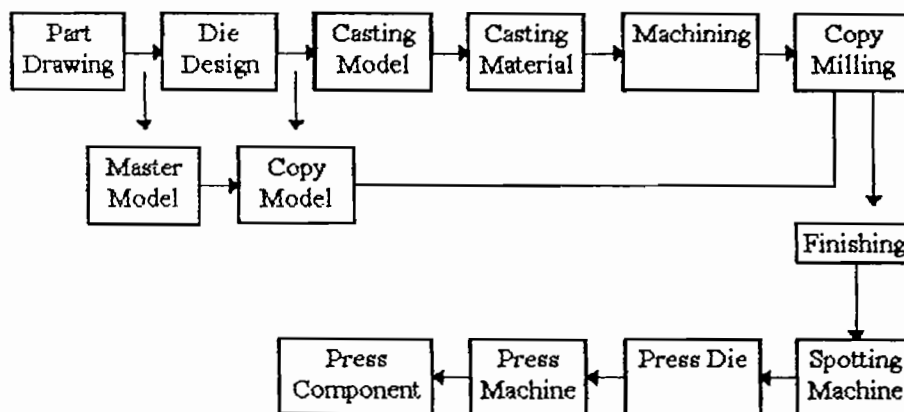 Part
Drawing
Die
Design
Casting
Model
Casting
Material
Machining
Copy
Milling
Master
Model
Copy
Model
Finishing
Press
Component
Press
Machine
Press Die
Spotting
Machine